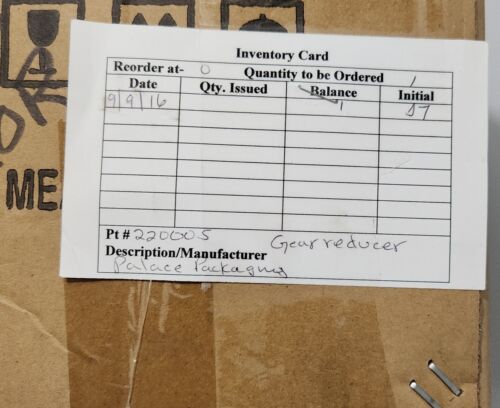 Inventory Card
Reorder at- 0 Quantity to be Ordered 1
Date Qty. Issued Balance Initial
9/9/16 1
Pt # 220005 Gear reducer
Description/Manufacturer
Palace Packaging
ME